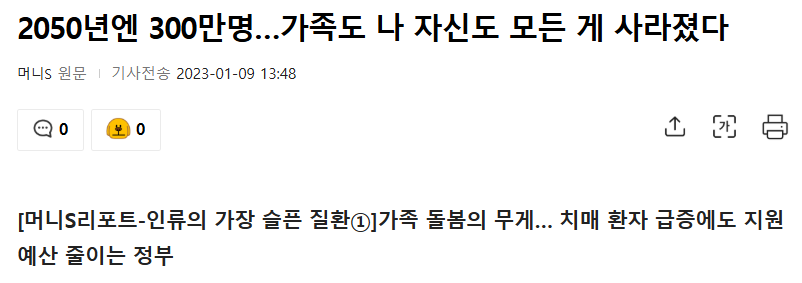 2050년엔 300만명…가족도 나 자신도 모든 게 사라졌다
머니S 원문 기사전송 2023-01-09 13:48
0 0
가
[머니S리포트-인류의 가장 슬픈 질환①]가족 돌봄의 무게… 치매 환자 급증에도 지원
예산 줄이는 정부